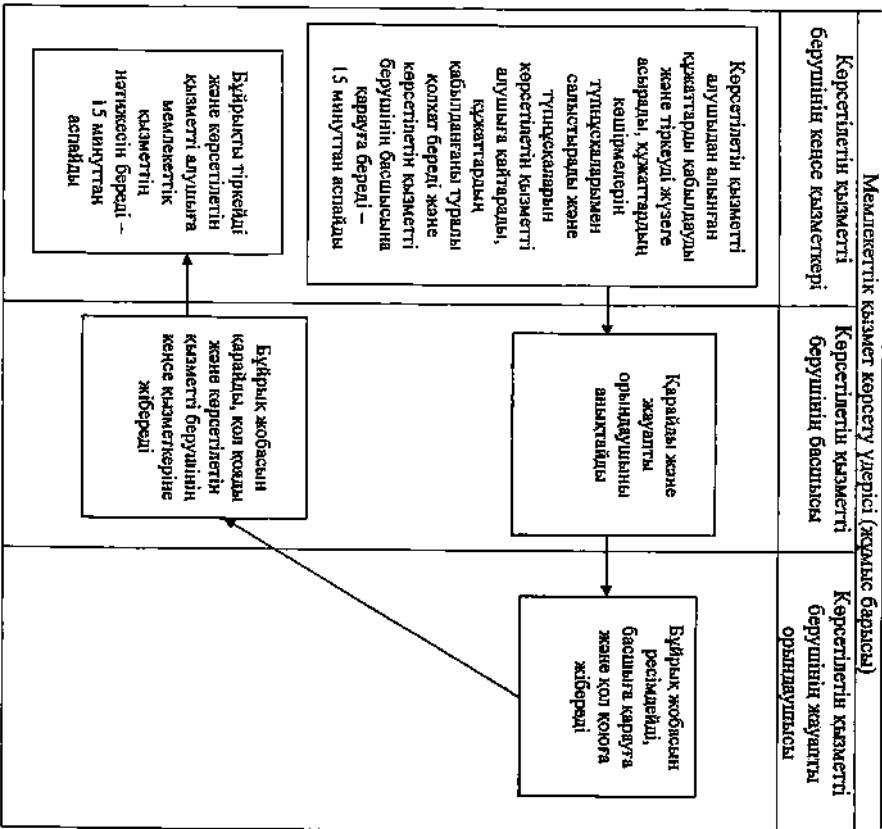 Мемлекеттік қызмет көрсету үдерісі (жұмыс барысы)
Көрсетілетін қызметті
берушінің кеңсе қызметкері
Көрсетілетін қызметті
берушінің басшысы
Көрсетілетін қызметті
берушінің жауапты
орындаушысы
Көрсетілетін қызметті
алушыдан алынған
құжаттарды қабылдауды
және тіркеуді жүзеге
асырады, құжаттардың
көшірмелерін
түпнұсқаларымен
салыстырады және
түпнұсқаларын
көрсетілетін қызметті
алушыға қайтарады,
құжаттардың
қабылданғаны туралы
қолхат береді және
көрсетілетін қызметті
берушінің басшысына
қарауға береді –
15 минуттан аспайды
Қарайды және
жауапты
орындаушыны
анықтайды
Бұйрық жобасын
ресімдейді,
басшыға қарауға
және қол қоюға
жібереді
Бұйрық жобасын
қарайды, қол қояды
және көрсетілетін
қызметті берушінің
кеңсе қызметкеріне
жібереді
Бұйрықты тіркейді
және көрсетілетін
қызметті алушыға
мемлекеттік
қызметтің
нәтижесін береді –
15 минуттан
аспайды